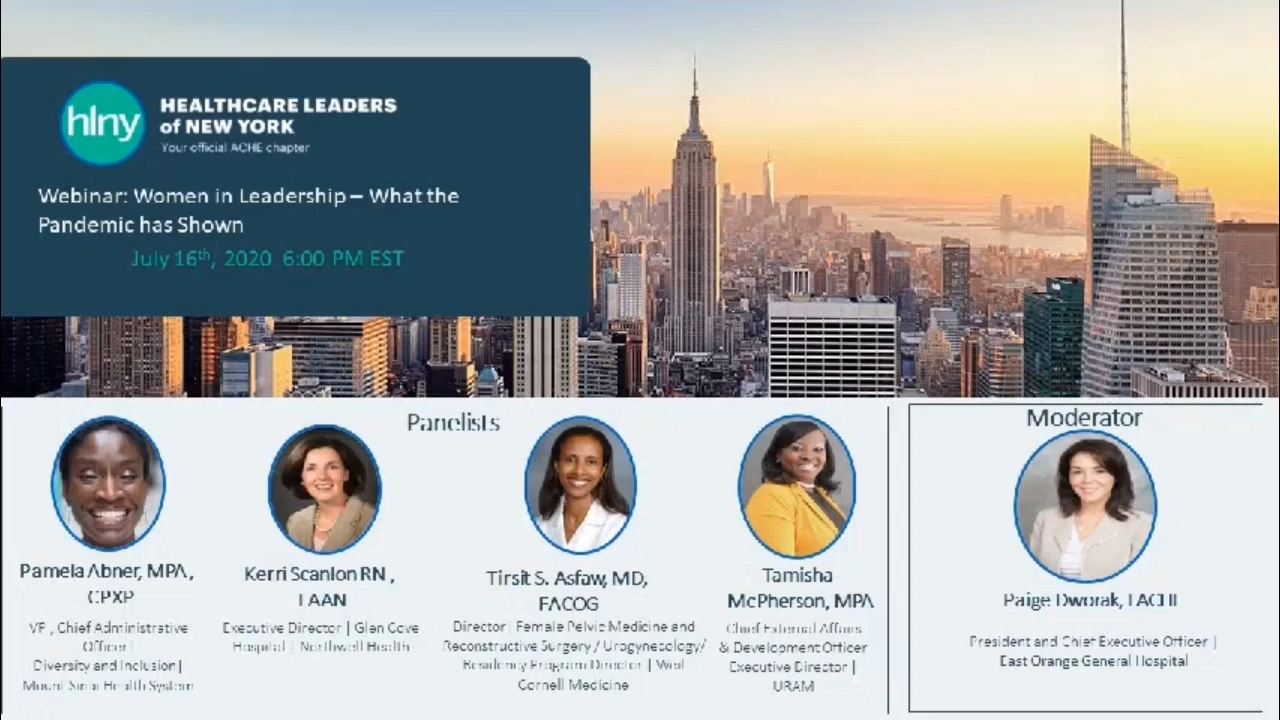 hlny
HEALTHCARE LEADERS
of NEW YORK
Your official ACHE chapter
Webinar: Women in Leadership – What the
Pandemic has Shown
July 16th, 2020 6:00 PM EST
Panelists
Pamela Abner, MPA,
CPXP
VP, Chief Administrative
Officer|
Diversity and Inclusion|
Mount Sinai Health System
Kerri Scanlon RN,
FAAN
Executive Director | Glen Cove
Hospital | Northwell Health
Tirsit S. Asfaw, MD,
FACOG
Director| Female Pelvic Medicine and
Reconstructive Surgery / Urogynecology/
Residency Program Director | Weil
Cornell Medicine
Tamisha
McPherson, MPA
Chief External Affairs
& Development Officer
Executive Director |
URAM
Moderator
Paige Dworak, FACHE
President and Chief Executive Officer |
East Orange General Hospital